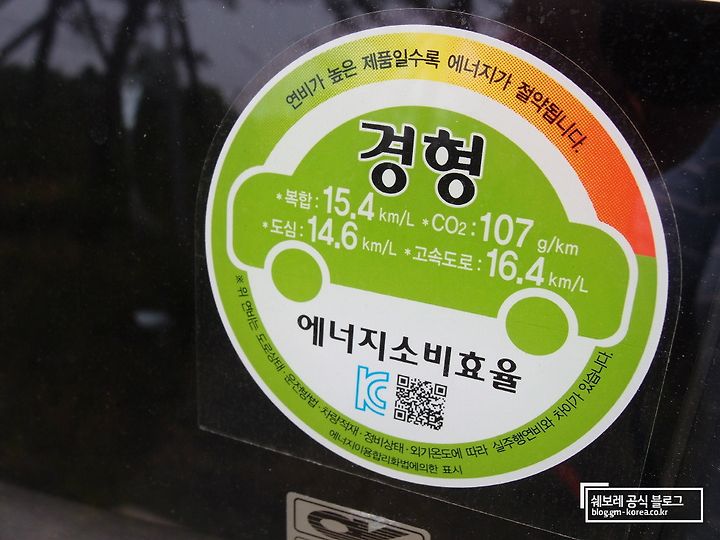 연비가 높은 제품일수록 에너지가 절약됩니다.
경형
*복합 : 15.4 km/L *CO2 : 107 g/km
*도심 : 14.6 km/L *고속도로 : 16.4 km/L
에너지소비효율
※ 위 연비는 도로상태·운전방법·차량적재·정비상태·외기온도에 따라 실주행연비와 차이가 있습니다.
에너지이용합리화법에의한 표시
쉐보레 공식 블로그
blog.gm-korea.co.kr